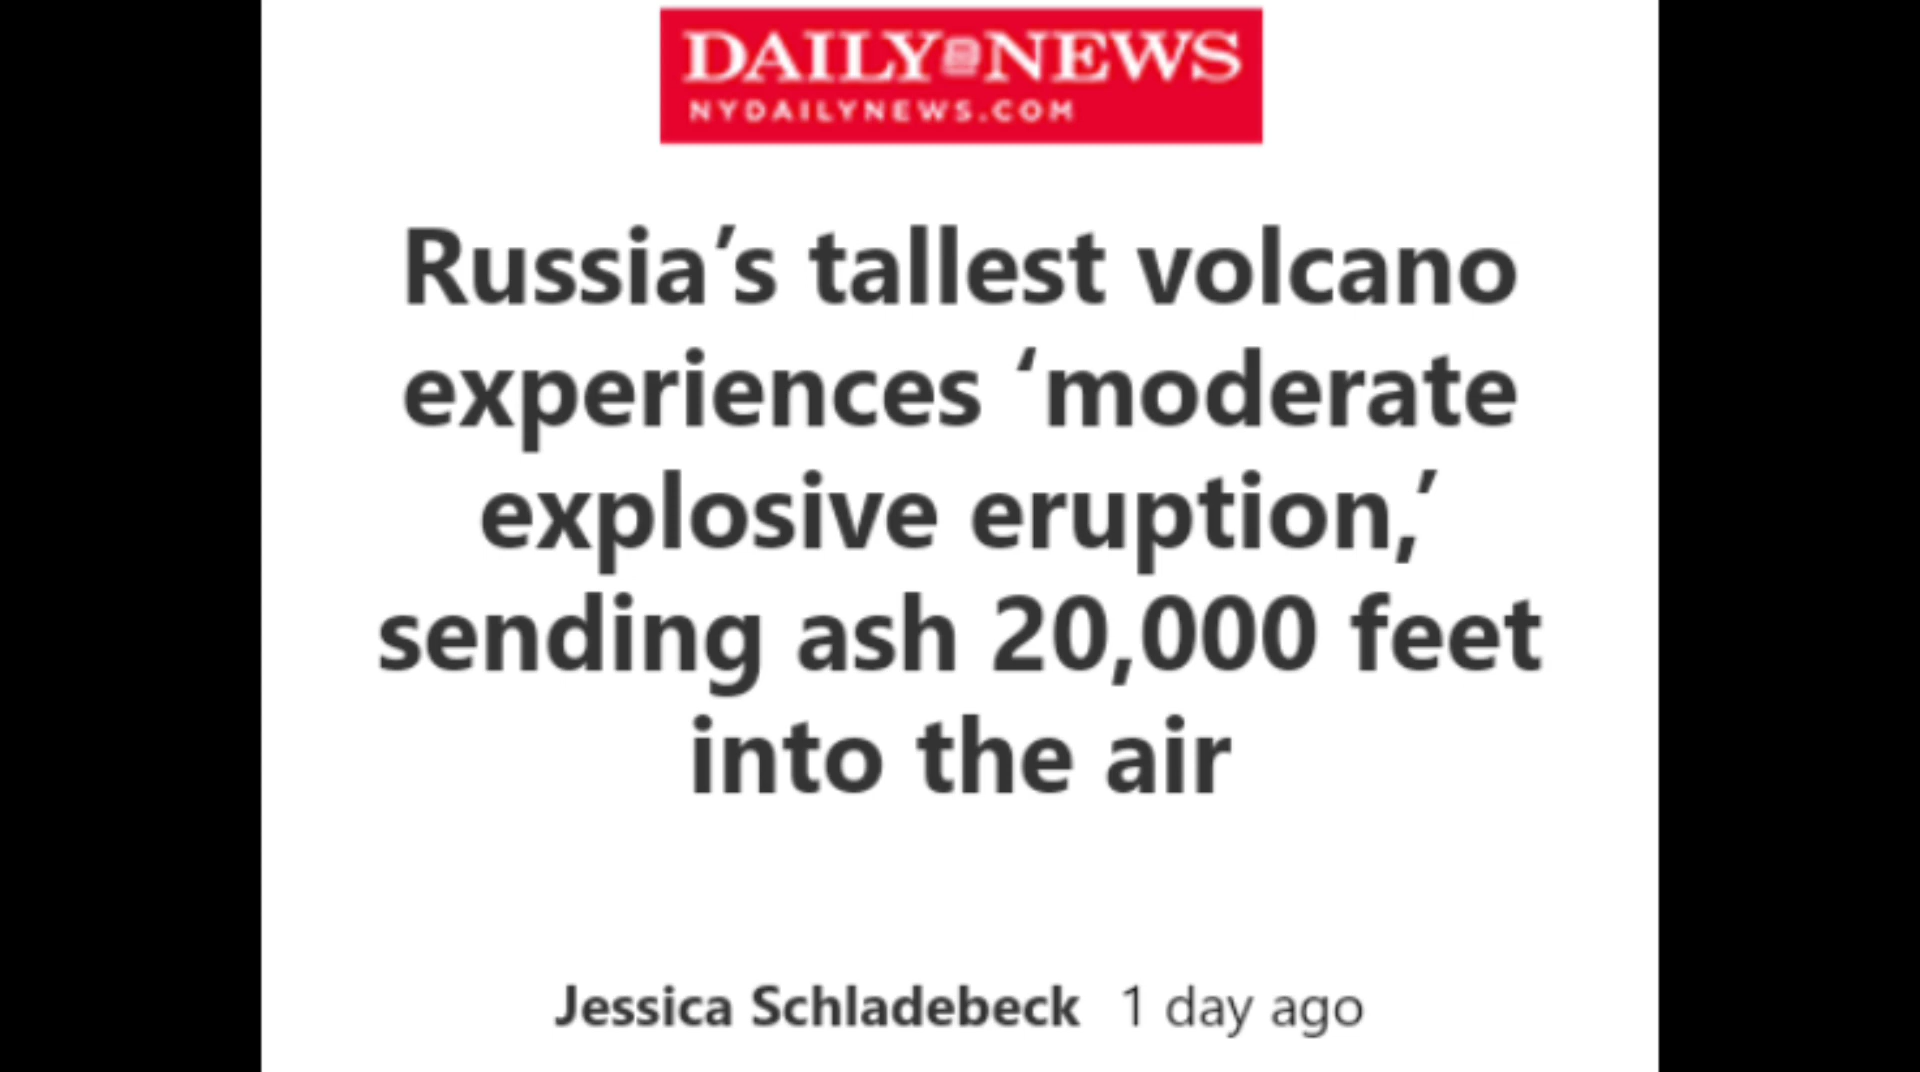 DAILY NEWS
NYDAILYNEWS.COM
Russia’s tallest volcano
experiences ‘moderate
explosive eruption,’
sending ash 20,000 feet
into the air
Jessica Schladebeck 1 day ago